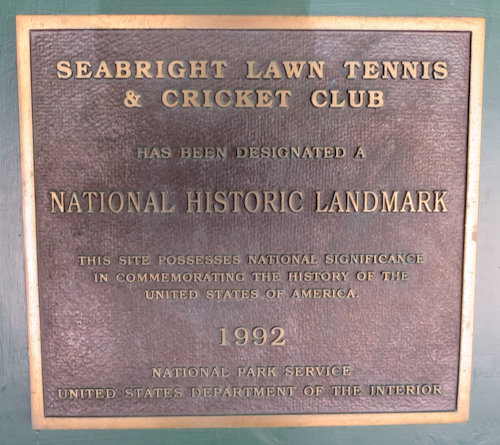 SEABRIGHT LAWN TENNIS
& CRICKET CLUB
HAS BEEN DESIGNATED A
NATIONAL HISTORIC LANDMARK
THIS SITE POSSESSES NATIONAL SIGNIFICANCE
IN COMMEMORATING THE HISTORY OF THE
UNITED STATES OF AMERICA.
1992
NATIONAL PARK SERVICE
UNITED STATES DEPARTMENT OF THE INTERIOR